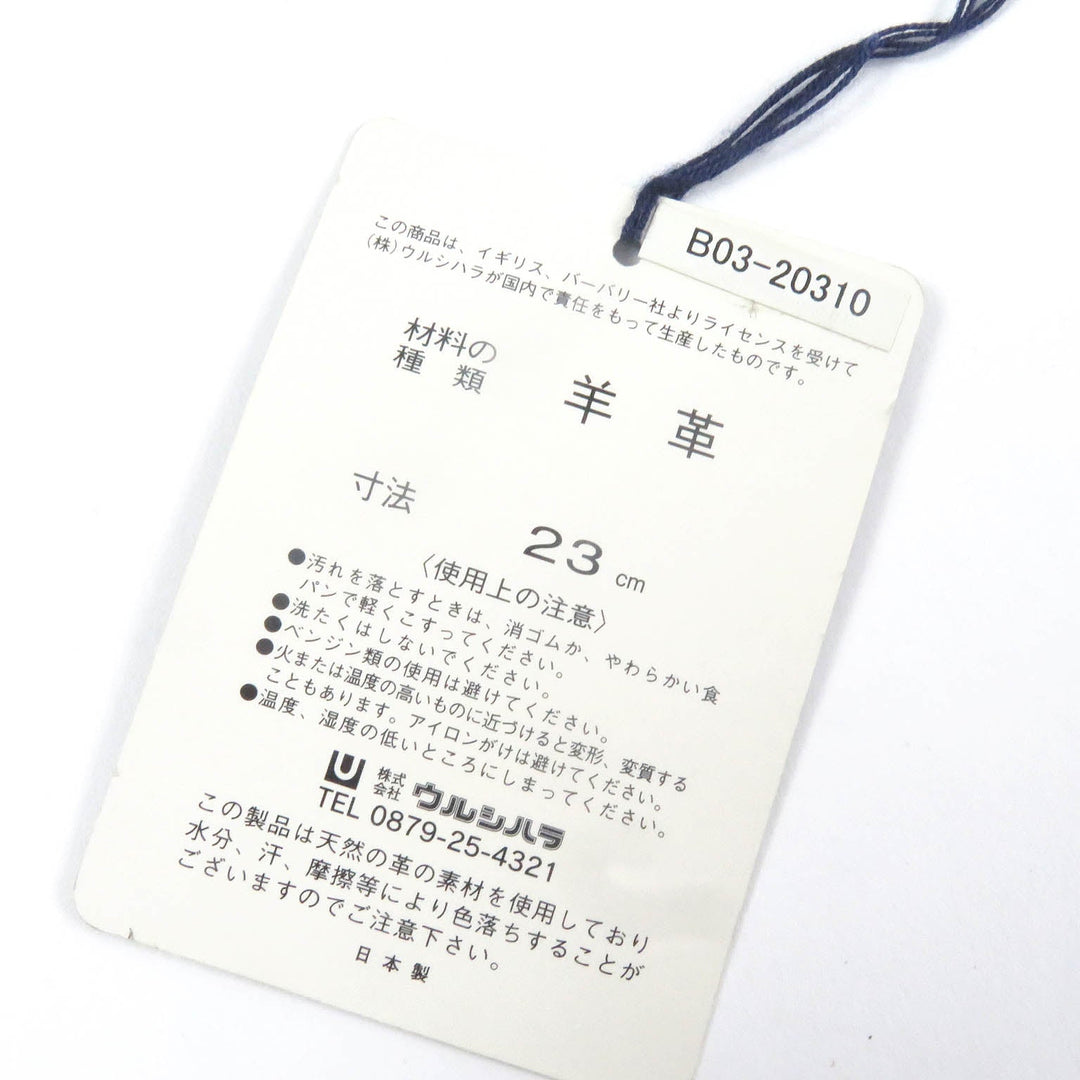 B03-20310
この商品は、イギリス、バーバリー社よりライセンスを受けて
(株)ウルシハラが国内で責任をもって生産したものです。
材料の
種類
羊革
寸法
23 cm
〈使用上の注意〉
●汚れを落とすときは、消ゴムか、やわらかい食
パンで軽くこすってください。
●洗たくはしないでください。
●ベンジン類の使用は避けてください。
●火または温度の高いものに近づけると変形、変質する
こともあります。アイロンがけは避けてください。
●温度、湿度の低いところにしまってください。
U 株式会社 ウルシハラ
TEL 0879-25-4321
この製品は天然の革の素材を使用しており
水分、汗、摩擦等により色落ちすることが
ございますのでご注意下さい。
日本製